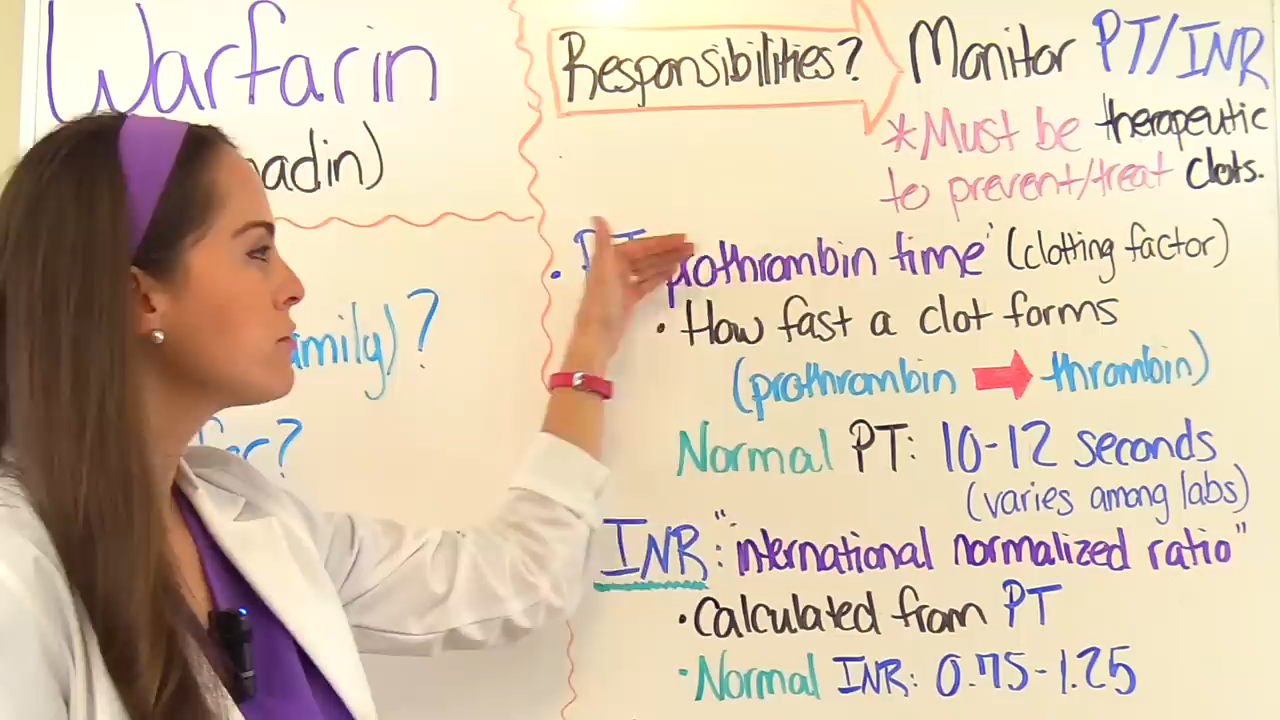 Warfarin
adin)
amily)?
for?
Responsibilities?
Monitor PT/INR
*Must be therapeutic
to prevent/treat clots.
• PT prothrombin time" (clotting factor)
• How fast a clot forms
(prothrombin → thrombin)
Normal PT: 10-12 seconds
(varies among labs)
INR: "international normalized ratio"
• Calculated from PT
• Normal INR: 0.75-1.25